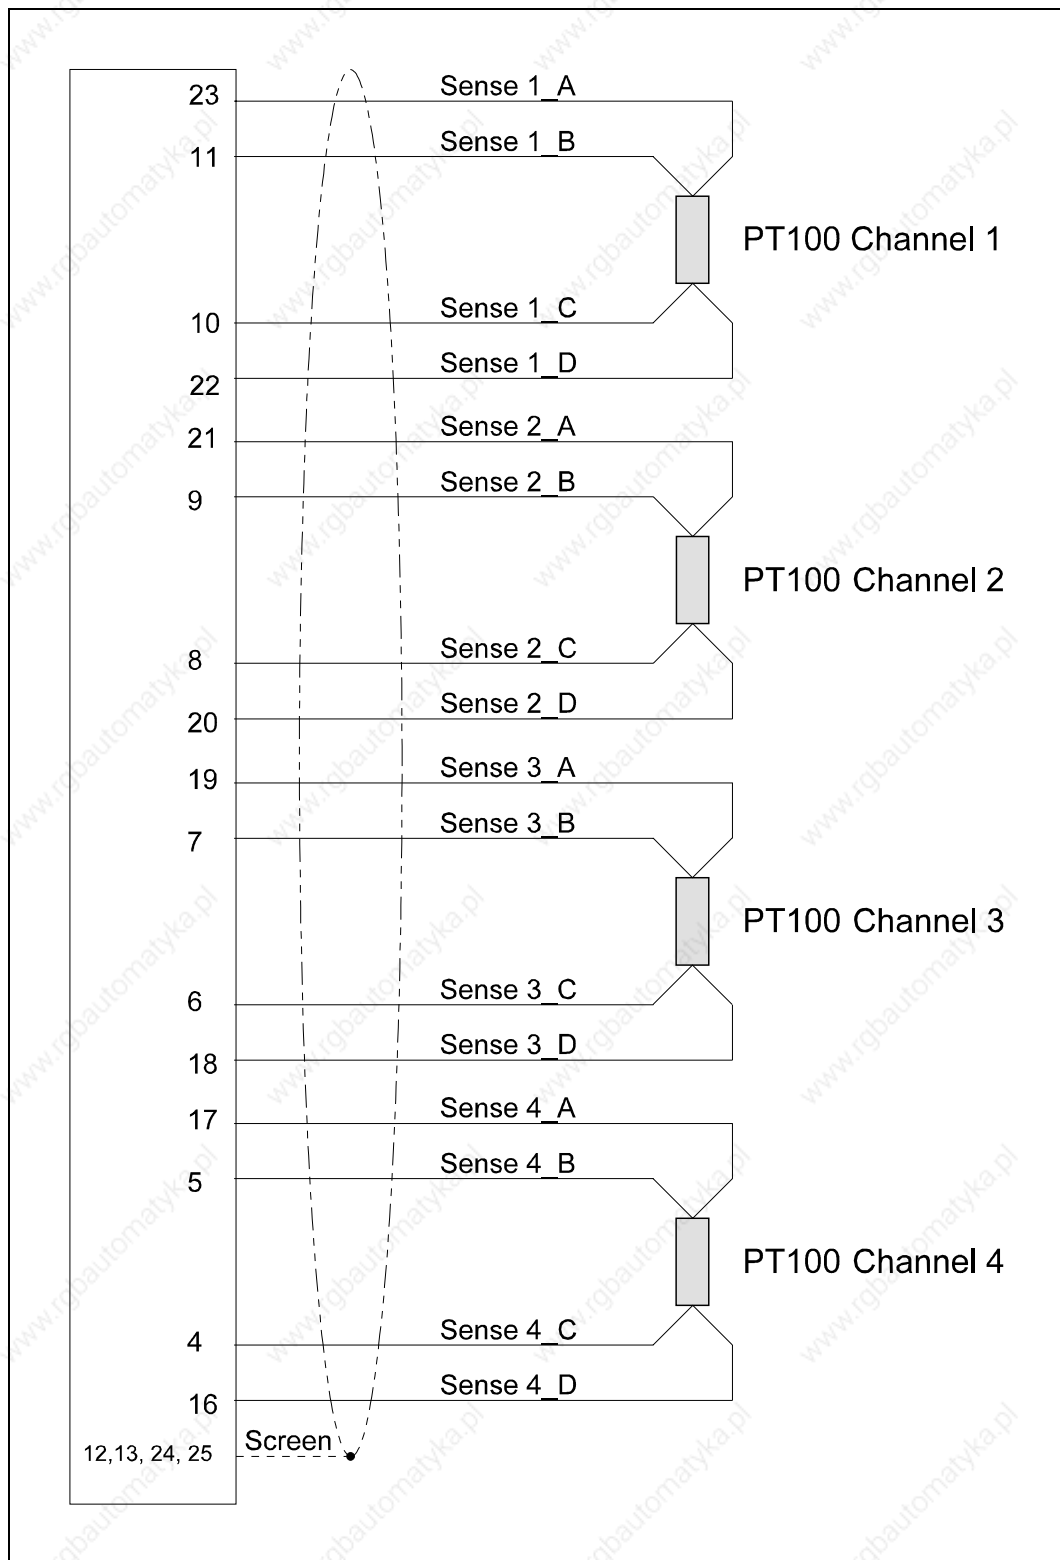 23 Sense 1_A
11 Sense 1_B
PT100 Channel 1
10 Sense 1_C
22 Sense 1_D
21 Sense 2_A
9 Sense 2_B
PT100 Channel 2
8 Sense 2_C
20 Sense 2_D
19 Sense 3_A
7 Sense 3_B
PT100 Channel 3
6 Sense 3_C
18 Sense 3_D
17 Sense 4_A
5 Sense 4_B
PT100 Channel 4
4 Sense 4_C
16 Sense 4_D
12,13, 24, 25 Screen
www.rgbautomatyka.pl